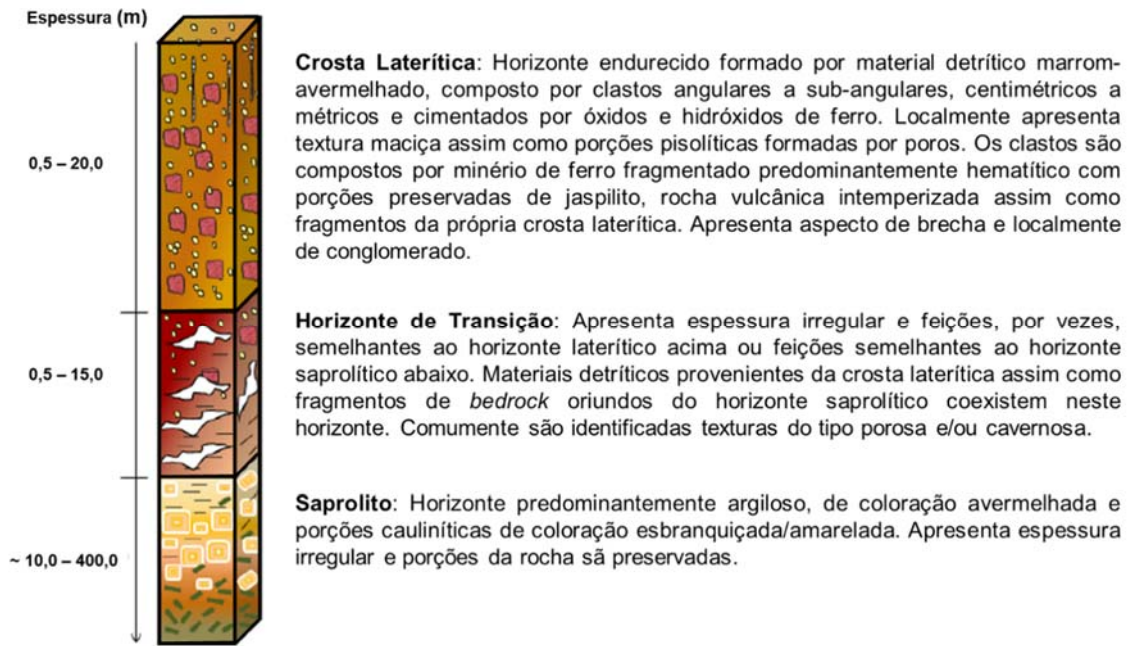 Espessura (m)
Crosta Laterítica: Horizonte endurecido formado por material detrítico marrom-
avermelhado, composto por clastos angulares a sub-angulares, centimétricos a
métricos e cimentados por óxidos e hidróxidos de ferro. Localmente apresenta
textura maciça assim como porções pisolíticas formadas por poros. Os clastos são
compostos por minério de ferro fragmentado predominantemente hematítico com
porções preservadas de jaspilito, rocha vulcânica intemperizada assim como
fragmentos da própria crosta laterítica. Apresenta aspecto de brecha e localmente
de conglomerado.
0,5 – 20,0
Horizonte de Transição: Apresenta espessura irregular e feições, por vezes,
semelhantes ao horizonte laterítico acima ou feições semelhantes ao horizonte
saprolítico abaixo. Materiais detríticos provenientes da crosta laterítica assim como
fragmentos de bedrock oriundos do horizonte saprolítico coexistem neste
horizonte. Comumente são identificadas texturas do tipo porosa e/ou cavernosa.
0,5 – 15,0
Saprolito: Horizonte predominantemente argiloso, de coloração avermelhada e
porções cauliníticas de coloração esbranquiçada/amarelada. Apresenta espessura
irregular e porções da rocha sã preservadas.
~ 10,0 – 400,0